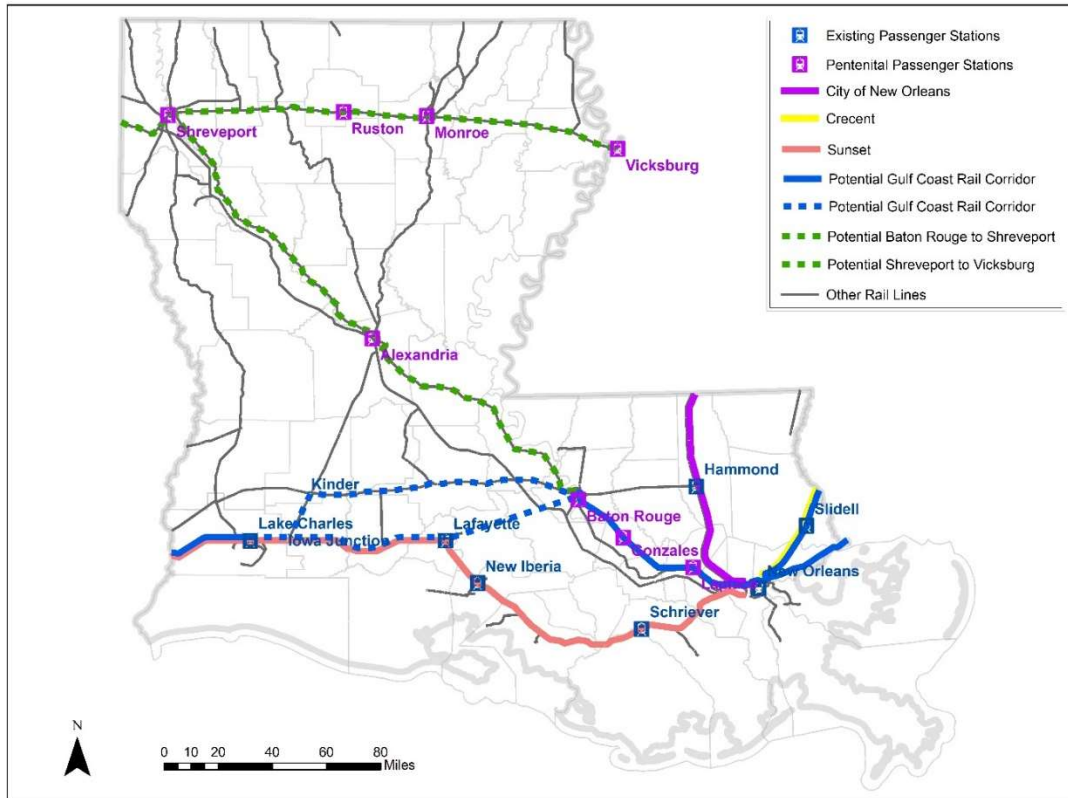 Existing Passenger Stations
Pentenital Passenger Stations
City of New Orleans
Crecent
Sunset
Potential Gulf Coast Rail Corridor
Potential Gulf Coast Rail Corridor
Potential Baton Rouge to Shreveport
Potential Shreveport to Vicksburg
Other Rail Lines
Shreveport
Ruston
Monroe
Vicksburg
Alexandria
Kinder
Hammond
Baton Rouge
Slidell
Lake Charles
Iowa Junction
Lafayette
Gonzales
New Orleans
New Iberia
Schriever
N
0 10 20 40 60 80
Miles